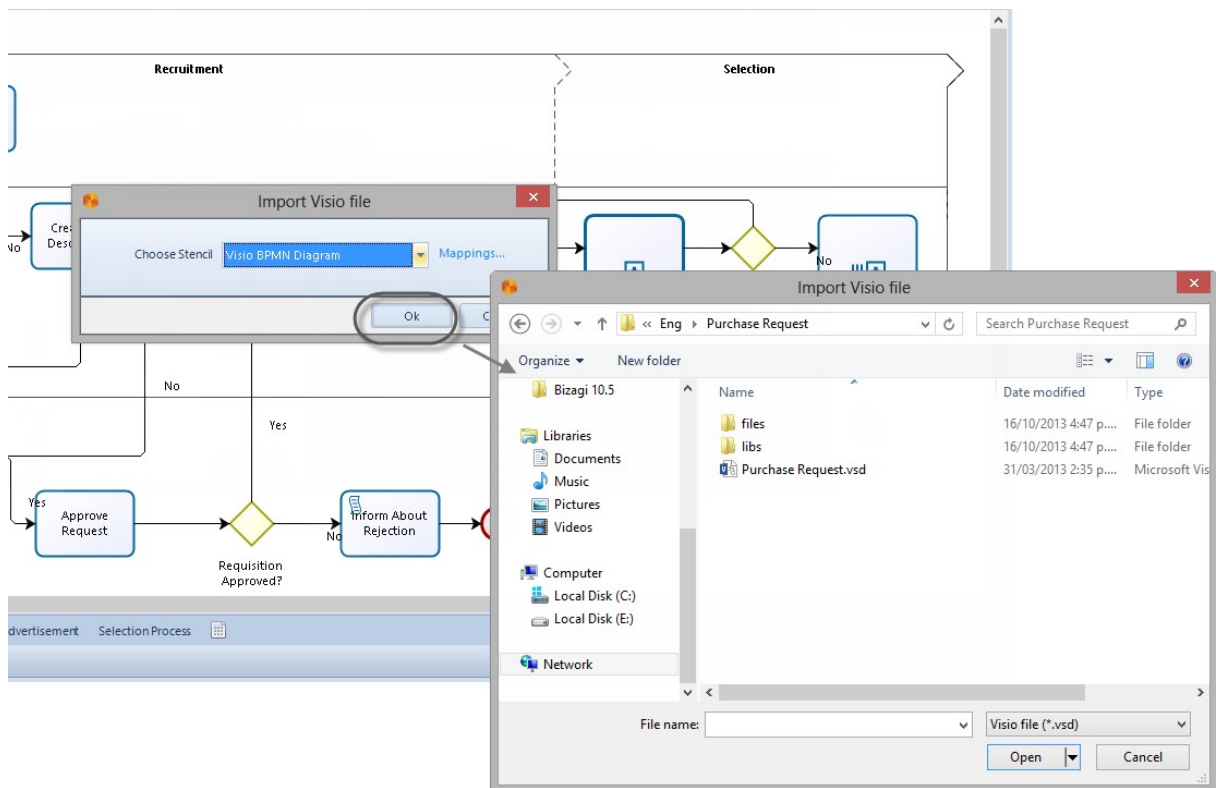 Recruitment
Selection
Import Visio file
No
Choose Stencil
Visio BPMN Diagram
Mappings...
Ok
No
Import Visio file
« Eng
Purchase Request
Search Purchase Request
Organize
New folder
Bizagi 10.5
Libraries
Documents
Music
Pictures
Videos
Computer
Local Disk (C:)
Local Disk (E:)
Network
Name
Date modified
Type
files
16/10/2013 4:47 p....
File folder
libs
16/10/2013 4:47 p....
File folder
Purchase Request.vsd
31/03/2013 2:35 p....
Microsoft Vis
File name:
Visio file (*.vsd)
Open
Cancel
No
Yes
Yes
Approve
Request
Requisition
Approved?
No
Inform About
Rejection
dvertisement
Selection Process